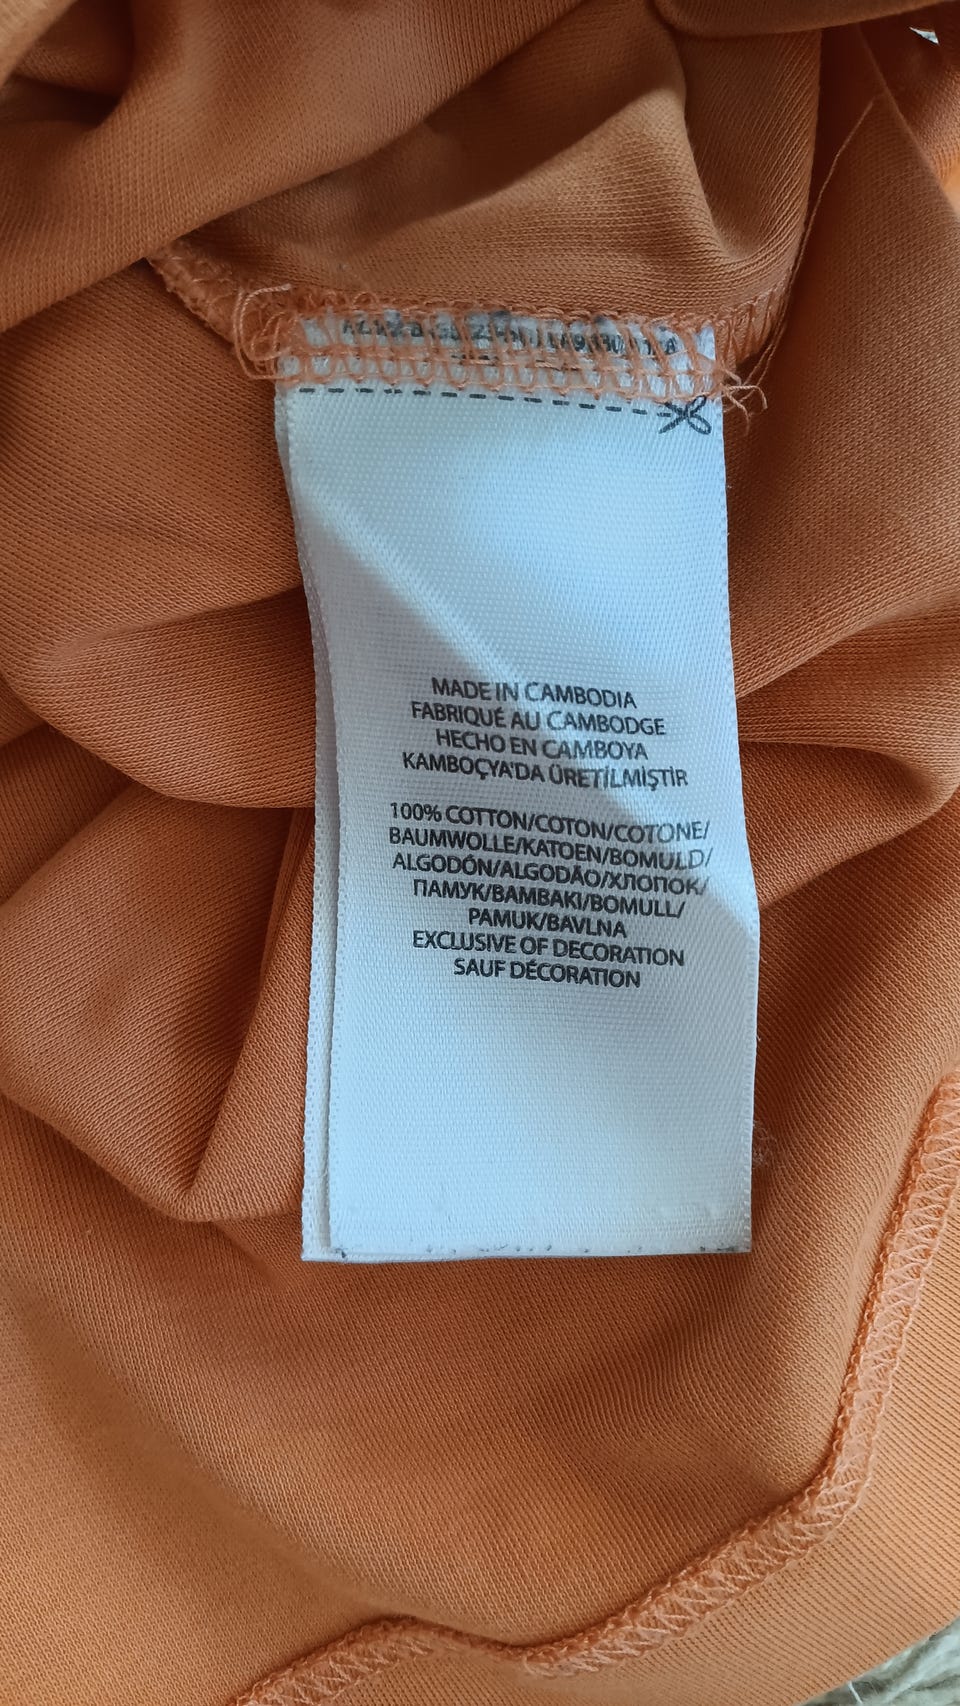 MADE IN CAMBODIA
FABRIQUÉ AU CAMBODGE
HECHO EN CAMBOYA
KAMBOÇYA'DA ÜRETİLMİŞTİR
100% COTTON/COTON/COTONE/
BAUMWOLLE/KATOEN/BOMULD/
ALGODÓN/ALGODÃO/ХЛОПОК/
ПАМУК/BAMBAKI/BOMULL/
PAMUK/BAVLNA
EXCLUSIVE OF DECORATION
SAUF DÉCORATION